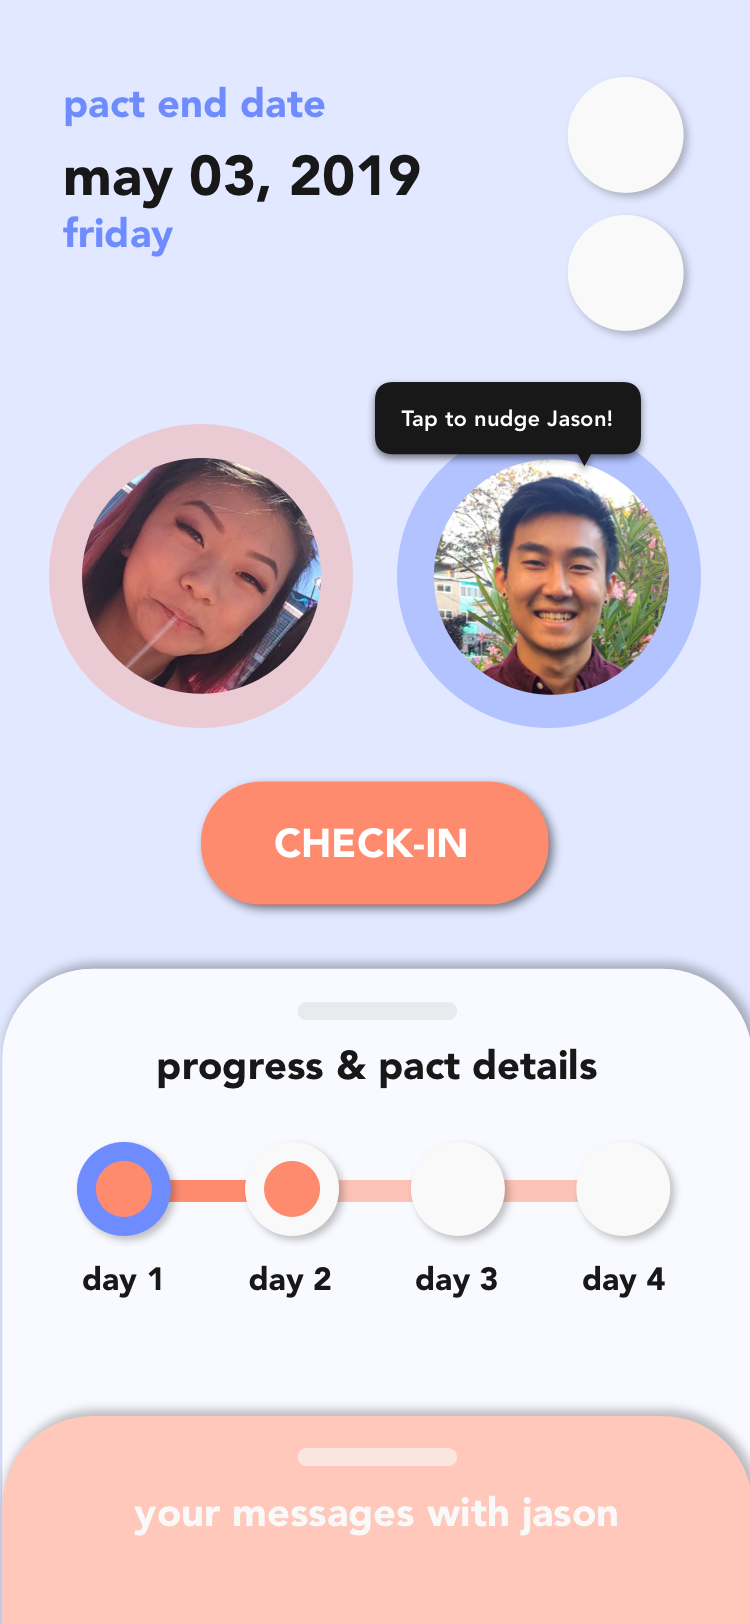 pact end date
may 03, 2019
friday
Tap to nudge Jason!
CHECK-IN
progress & pact details
day 1
day 2
day 3
day 4
your messages with jason